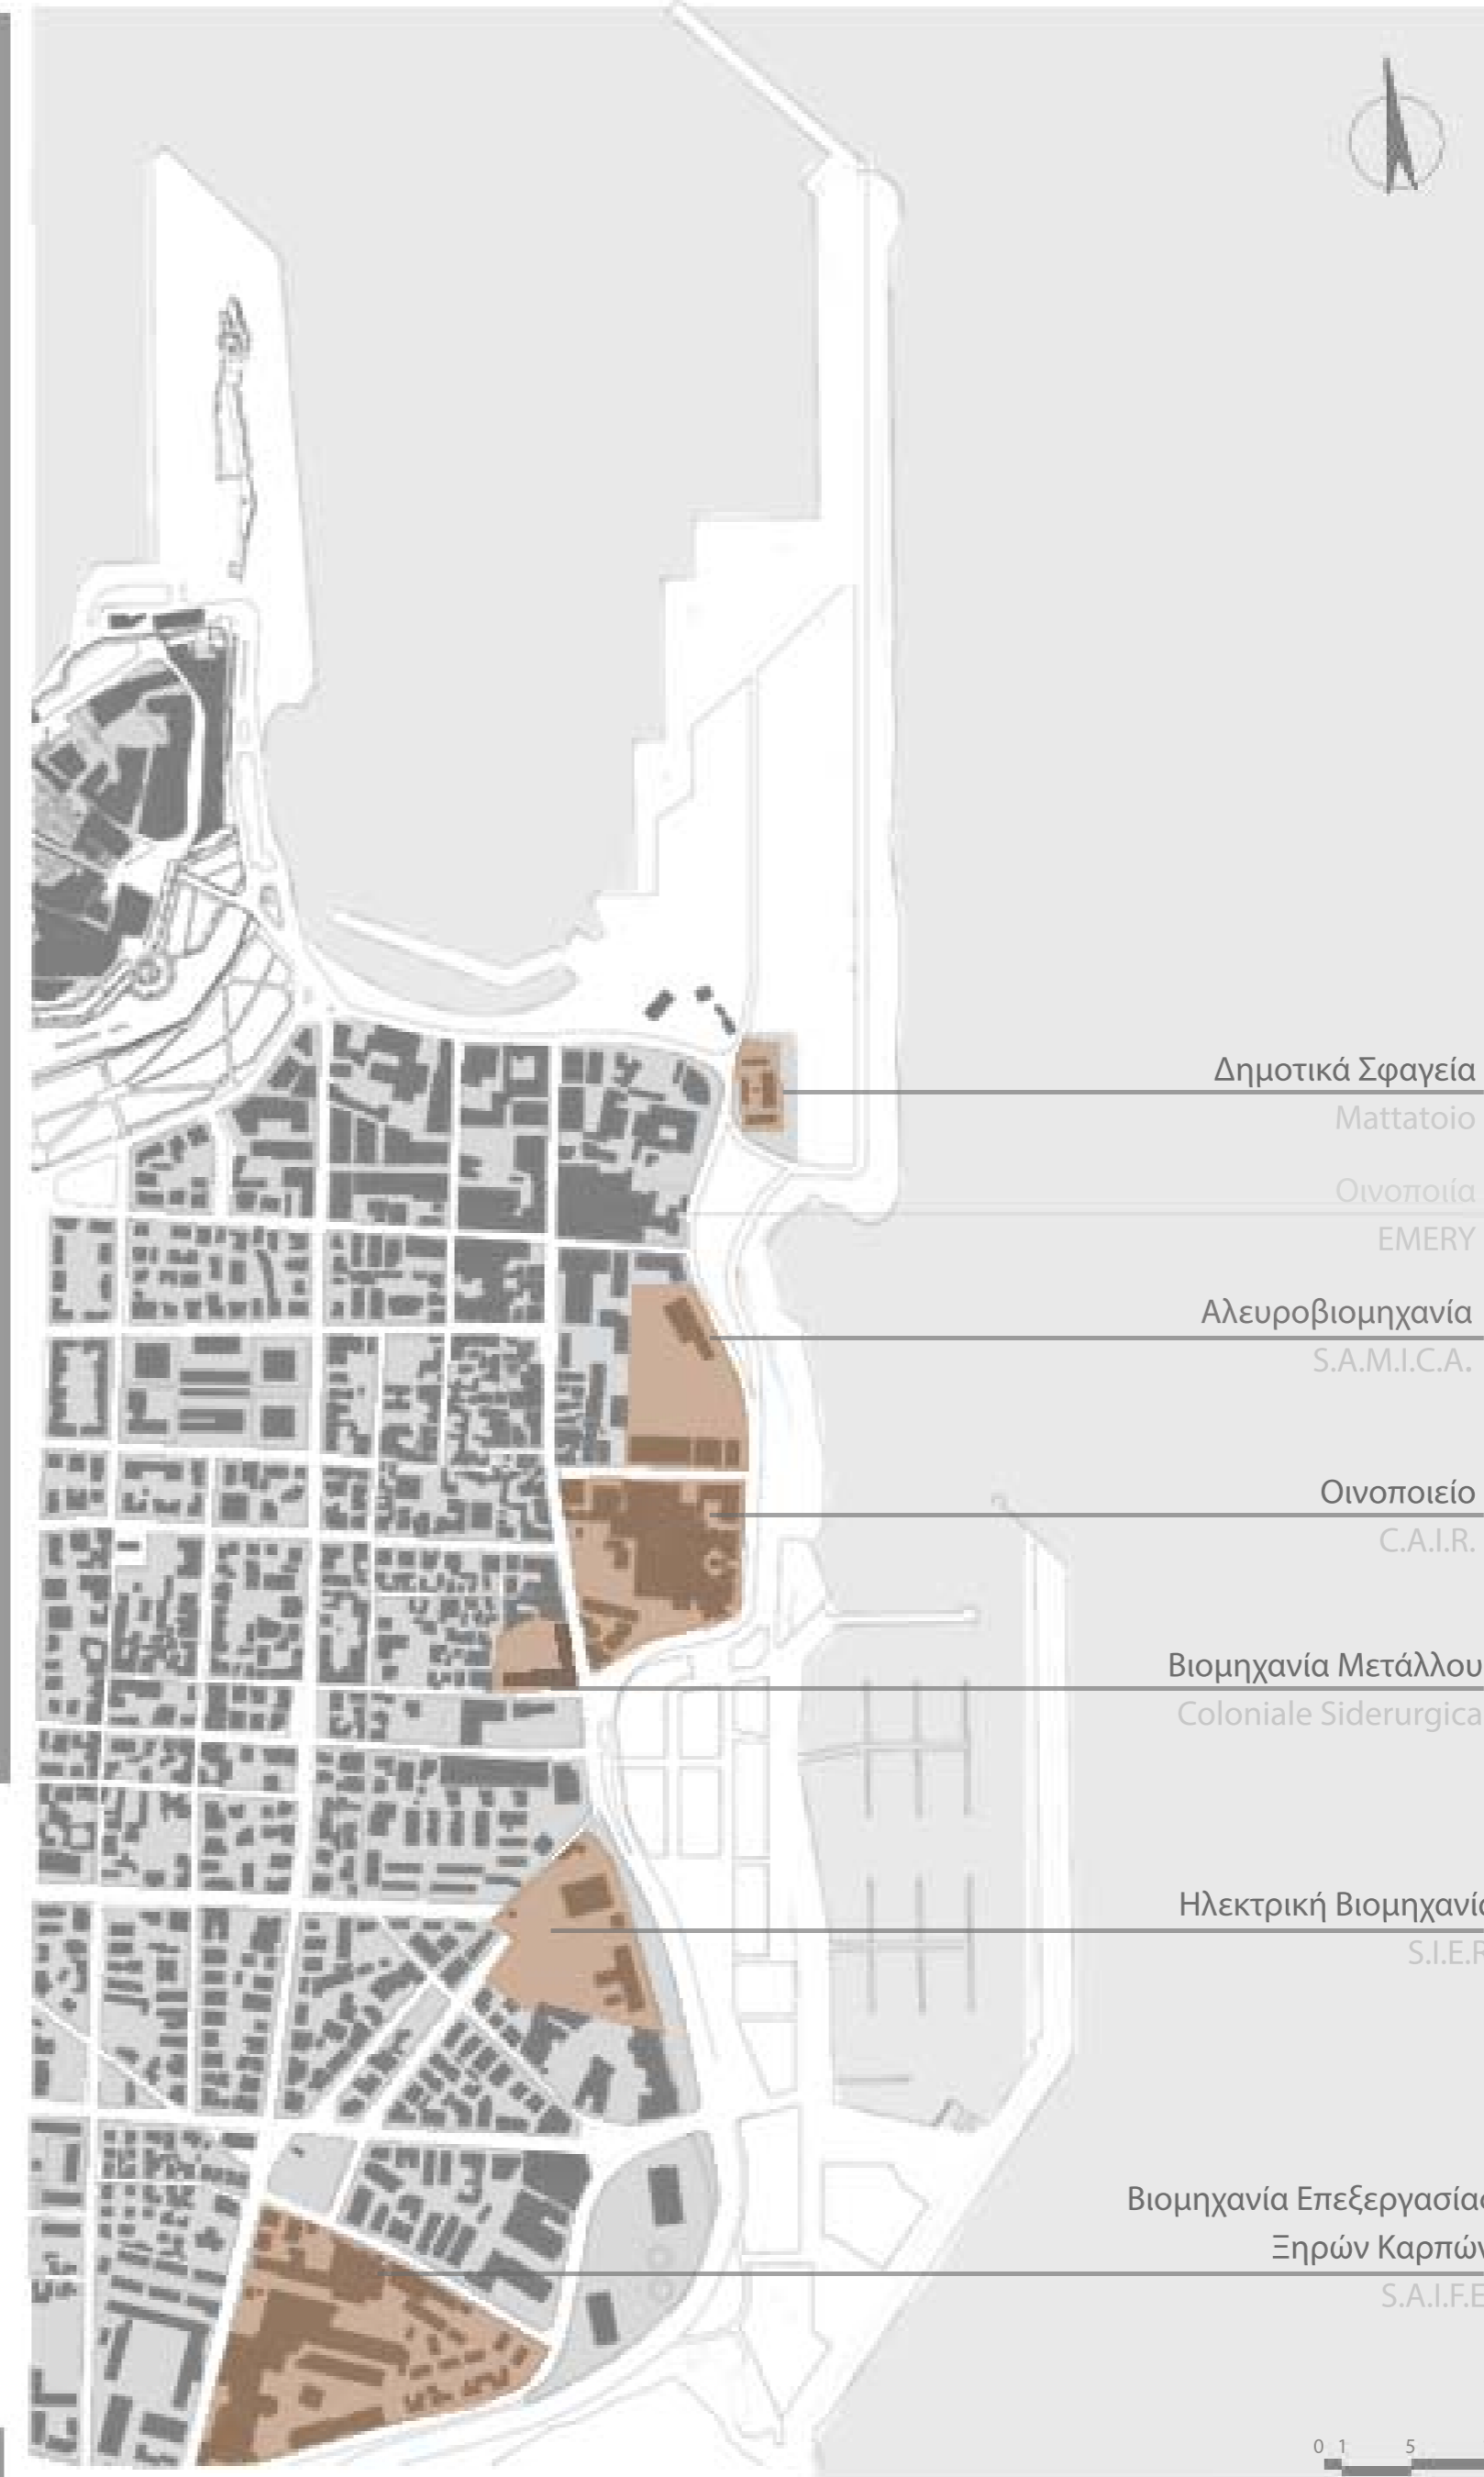 Δημοτικά Σφαγεία
Mattatoio
Οινοποιία
EMERY
Αλευροβιομηχανία
S.A.M.I.C.A.
Οινοποιείο
C.A.I.R.
Βιομηχανία Μετάλλου
Coloniale Siderurgica
Ηλεκτρική Βιομηχανία
S.I.E.R
Βιομηχανία Επεξεργασίας
Ξηρών Καρπών
S.A.I.F.E
0 1 5